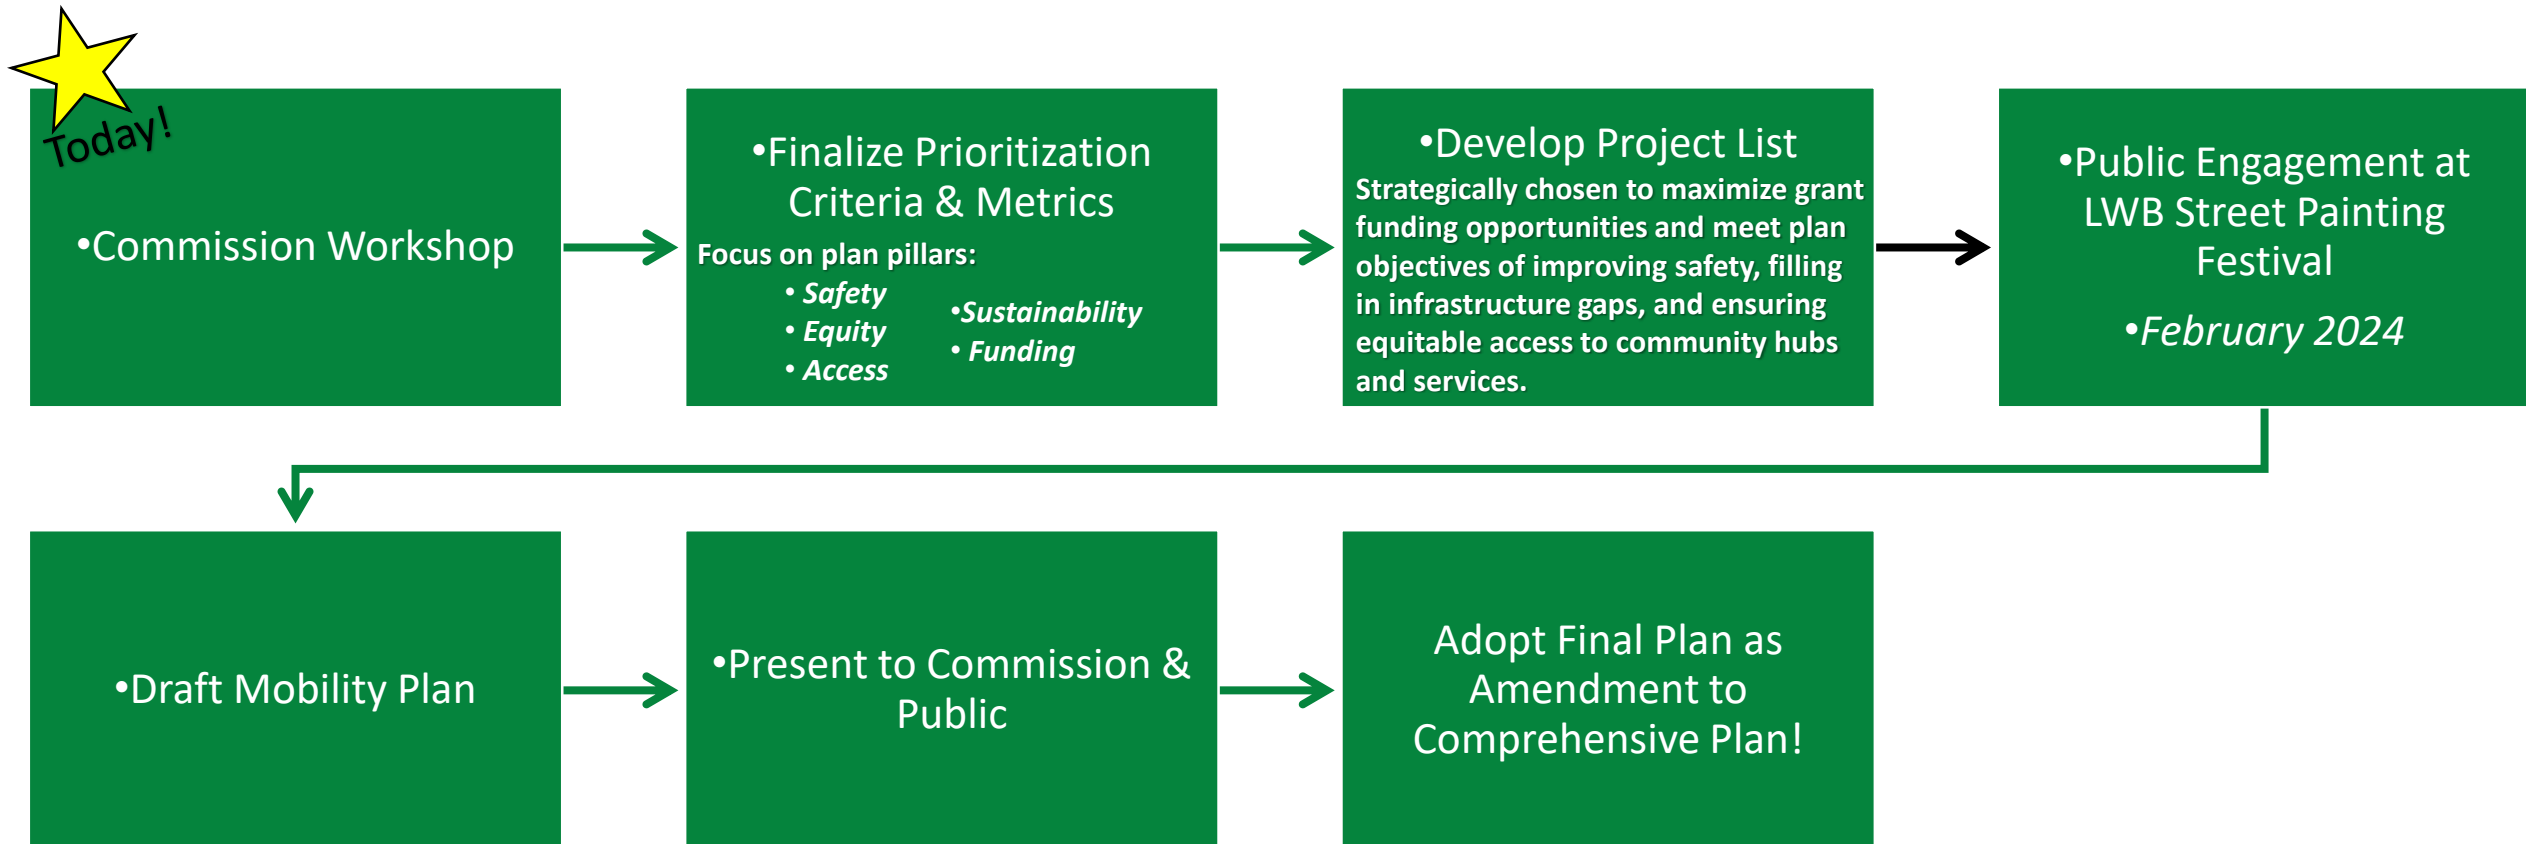 Today!
•Commission Workshop
•Finalize Prioritization
Criteria & Metrics
Focus on plan pillars:
• Safety
• Equity
• Access
•Sustainability
• Funding
•Develop Project List
Strategically chosen to maximize grant
funding opportunities and meet plan
objectives of improving safety, filling
in infrastructure gaps, and ensuring
equitable access to community hubs
and services.
•Public Engagement at
LWB Street Painting
Festival
•February 2024
•Draft Mobility Plan
•Present to Commission &
Public
Adopt Final Plan as
Amendment to
Comprehensive Plan!